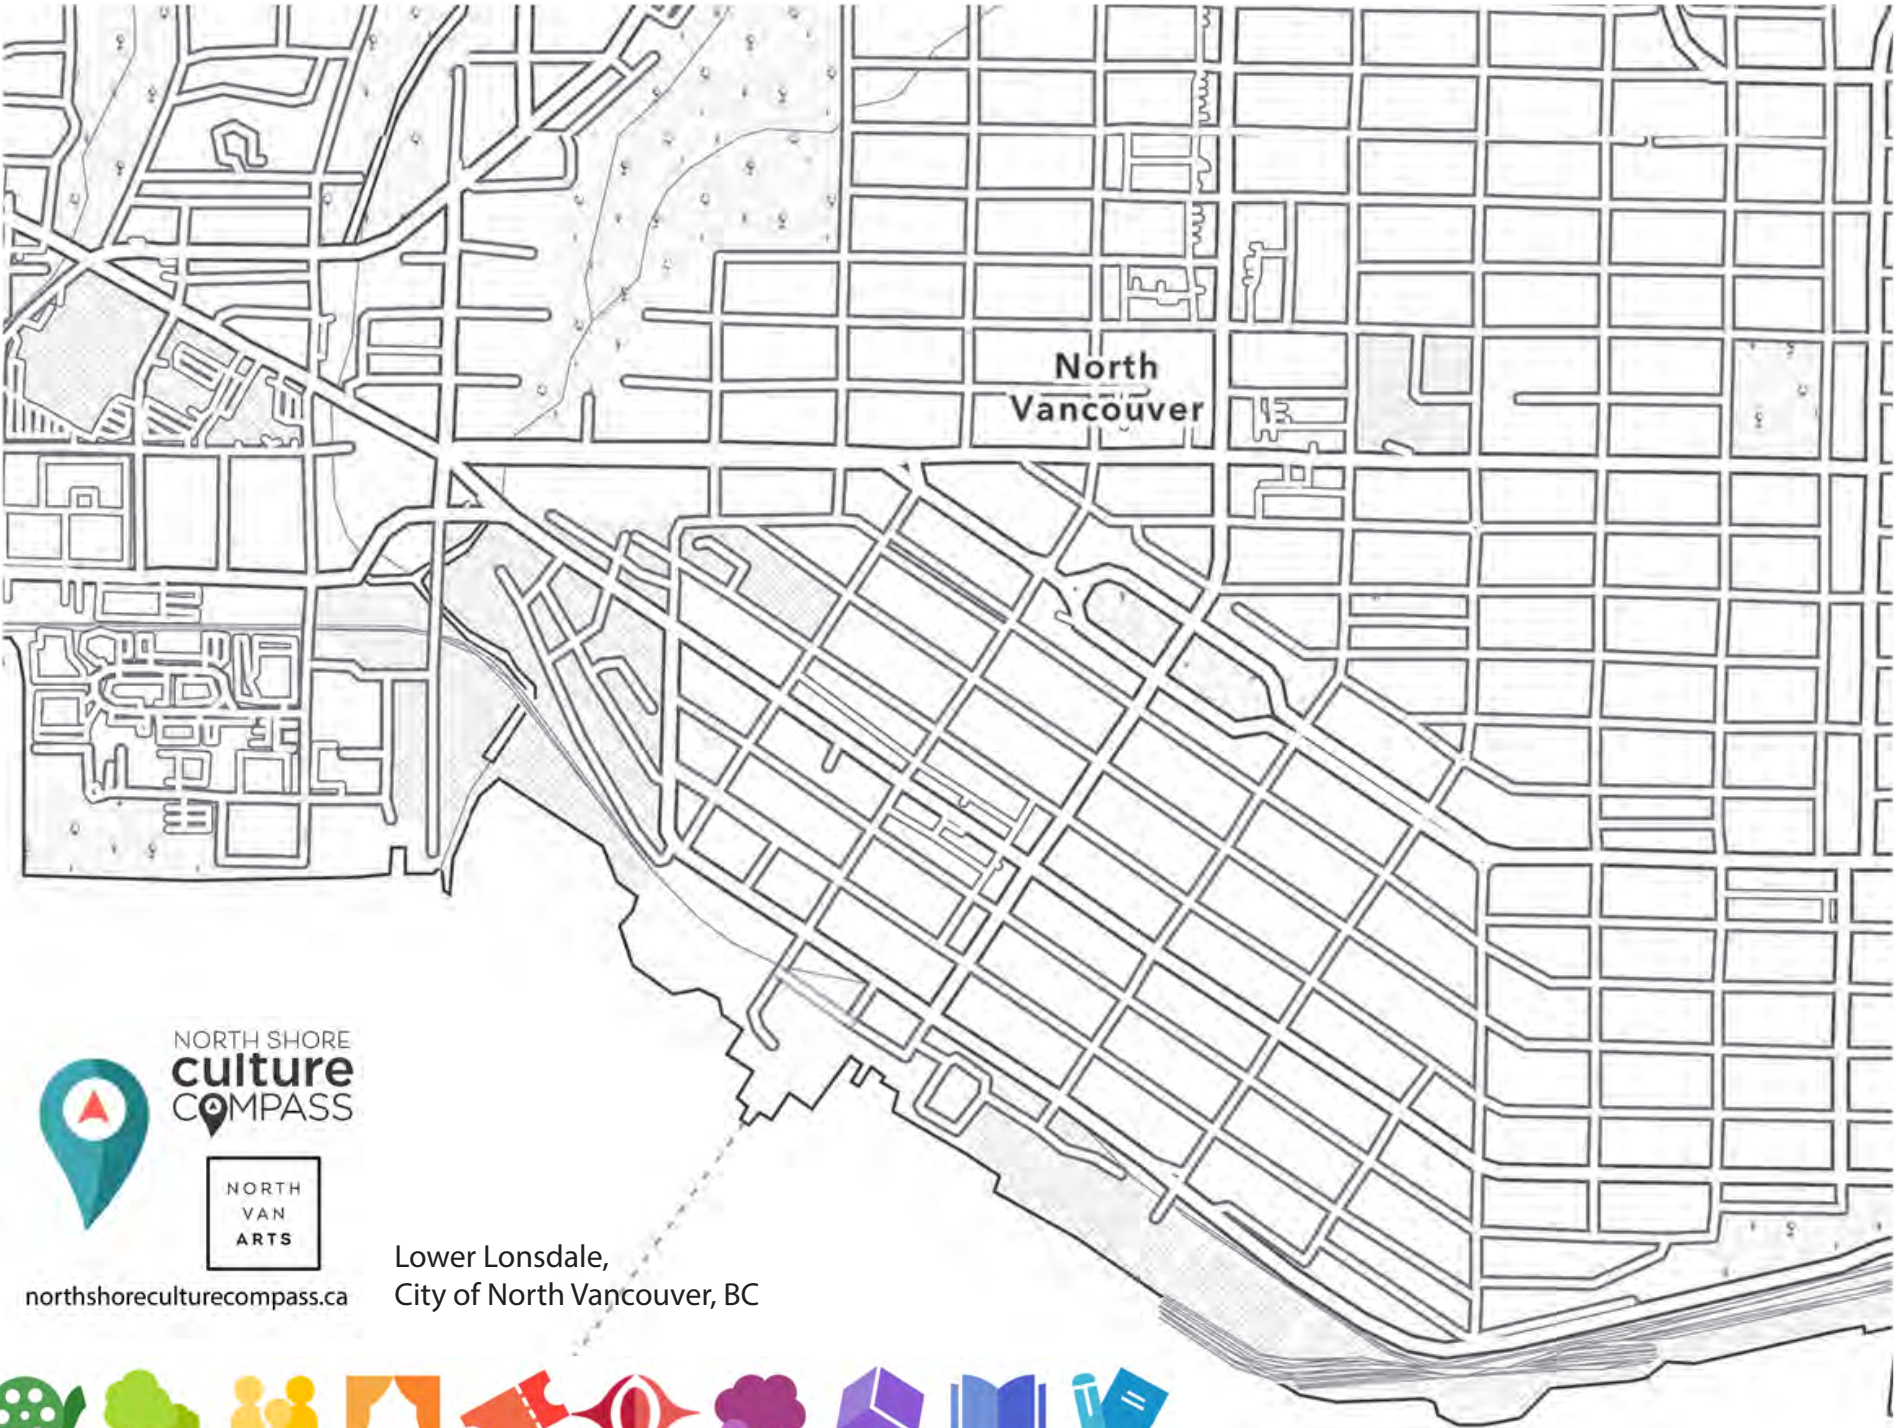 North
Vancouver
NORTH SHORE
culture
COMPASS
NORTH
VAN
ARTS
northshoreculturecompass.ca
Lower Lonsdale,
City of North Vancouver, BC